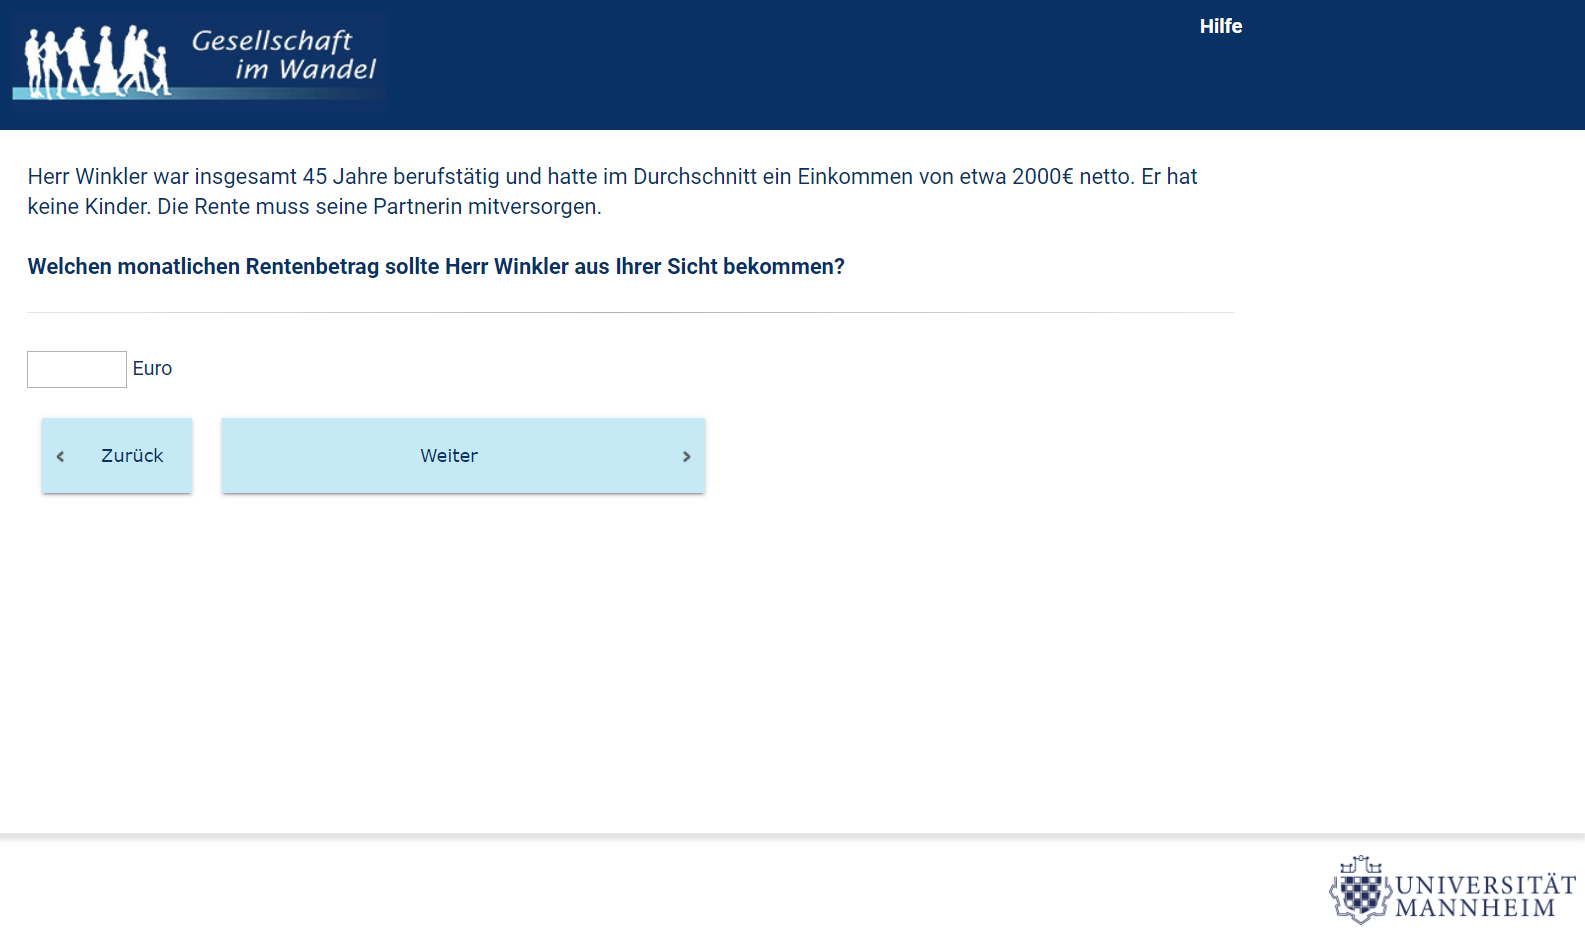 Gesellschaft
im Wandel
Hilfe
Herr Winkler war insgesamt 45 Jahre berufstätig und hatte im Durchschnitt ein Einkommen von etwa 2000€ netto. Er hat
keine Kinder. Die Rente muss seine Partnerin mitversorgen.
Welchen monatlichen Rentenbetrag sollte Herr Winkler aus Ihrer Sicht bekommen?
Euro
Zurück
Weiter
UNIVERSITÄT
MANNHEIM